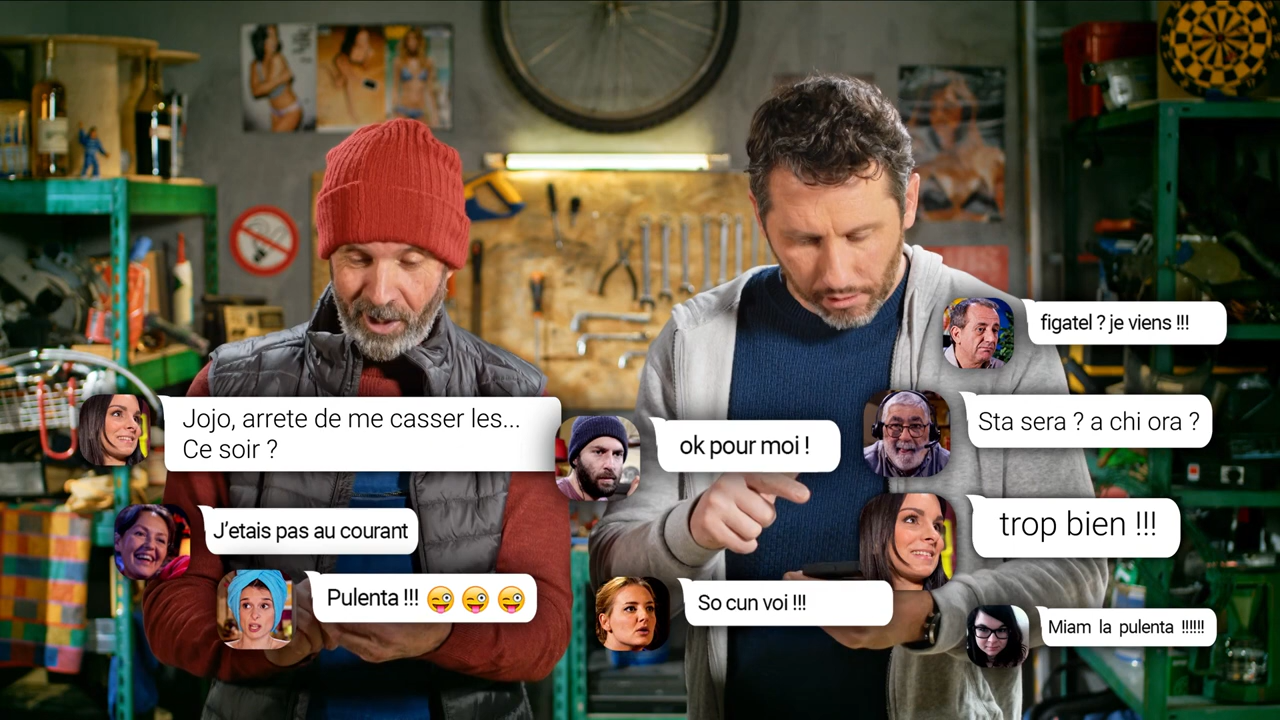 figatel ? je viens !!!
Jojo, arrete de me casser les...
Ce soir ?
ok pour moi !
Sta sera ? a chi ora ?
J'etais pas au courant
trop bien !!!
Pulenta !!! 😜 😜 😜
So cun voi !!!
Miam la pulenta !!!!!!